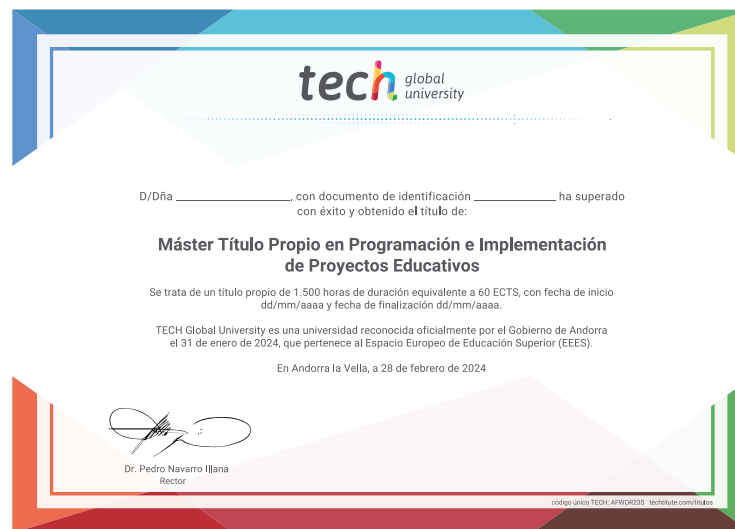 tech global
university
D/Dña ______________, con documento de identificación __________ ha superado
con éxito y obtenido el título de:
Máster Título Propio en Programación e Implementación
de Proyectos Educativos
Se trata de un título propio de 1.500 horas de duración equivalente a 60 ECTS, con fecha de inicio
dd/mm/aaaa y fecha de finalización dd/mm/aaaa.
TECH Global University es una universidad reconocida oficialmente por el Gobierno de Andorra
el 31 de enero de 2024, que pertenece al Espacio Europeo de Educación Superior (EEES).
En Andorra la Vella, a 28 de febrero de 2024
Dr. Pedro Navarro Illana
Rector
código único TECH: AFWOR23S techtitute.com/titulos